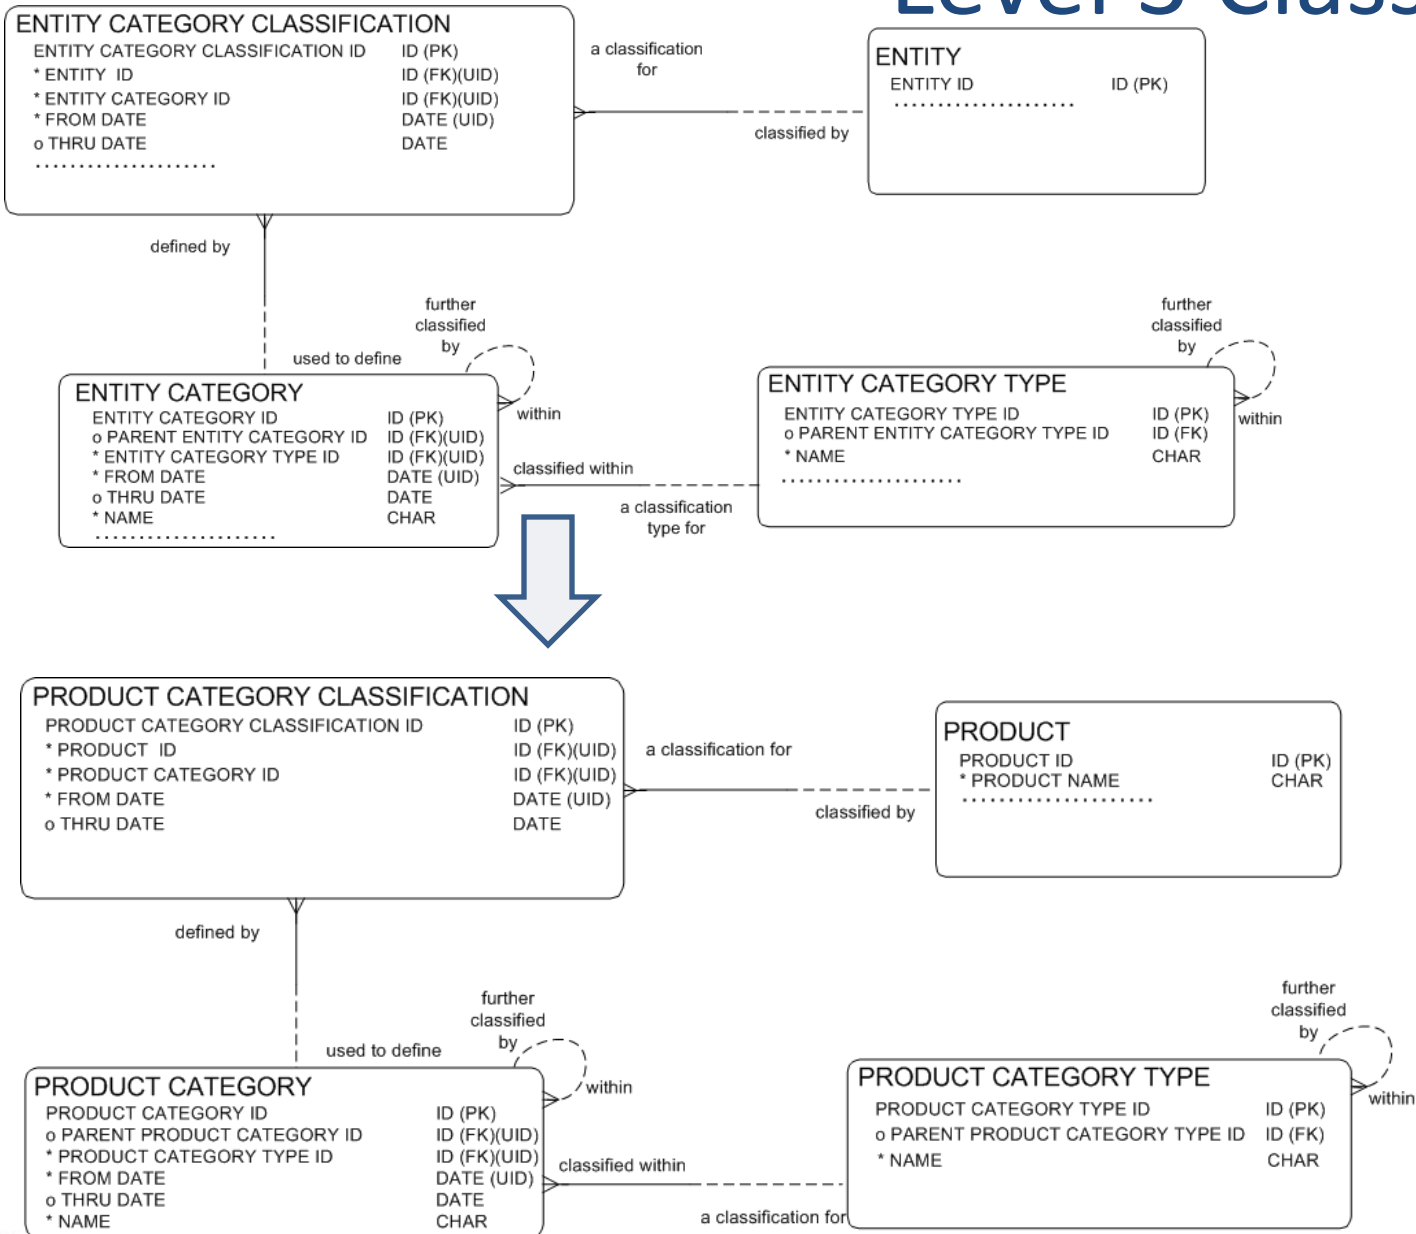 Level 3 Class
ENTITY CATEGORY CLASSIFICATION
ENTITY CATEGORY CLASSIFICATION ID ID (PK)
* ENTITY ID ID (FK)(UID)
* ENTITY CATEGORY ID ID (FK)(UID)
* FROM DATE DATE (UID)
o THRU DATE DATE
.....................
a classification
for
classified by
ENTITY
ENTITY ID ID (PK)
.....................
defined by
used to define
further
classified
by
within
ENTITY CATEGORY
ENTITY CATEGORY ID ID (PK)
o PARENT ENTITY CATEGORY ID ID (FK)(UID)
* ENTITY CATEGORY TYPE ID ID (FK)(UID)
* FROM DATE DATE (UID)
o THRU DATE DATE
* NAME CHAR
.....................
classified within
a classification
type for
further
classified
by
within
ENTITY CATEGORY TYPE
ENTITY CATEGORY TYPE ID ID (PK)
o PARENT ENTITY CATEGORY TYPE ID ID (FK)
* NAME CHAR
.....................
PRODUCT CATEGORY CLASSIFICATION
PRODUCT CATEGORY CLASSIFICATION ID ID (PK)
* PRODUCT ID ID (FK)(UID)
* PRODUCT CATEGORY ID ID (FK)(UID)
* FROM DATE DATE (UID)
o THRU DATE DATE
a classification for
classified by
PRODUCT
PRODUCT ID ID (PK)
* PRODUCT NAME CHAR
.....................
defined by
used to define
further
classified
by
within
PRODUCT CATEGORY
PRODUCT CATEGORY ID ID (PK)
o PARENT PRODUCT CATEGORY ID ID (FK)(UID)
* PRODUCT CATEGORY TYPE ID ID (FK)(UID)
* FROM DATE DATE (UID)
o THRU DATE DATE
* NAME CHAR
classified within
a classification for
further
classified
by
within
PRODUCT CATEGORY TYPE
PRODUCT CATEGORY TYPE ID ID (PK)
o PARENT PRODUCT CATEGORY TYPE ID ID (FK)
* NAME CHAR